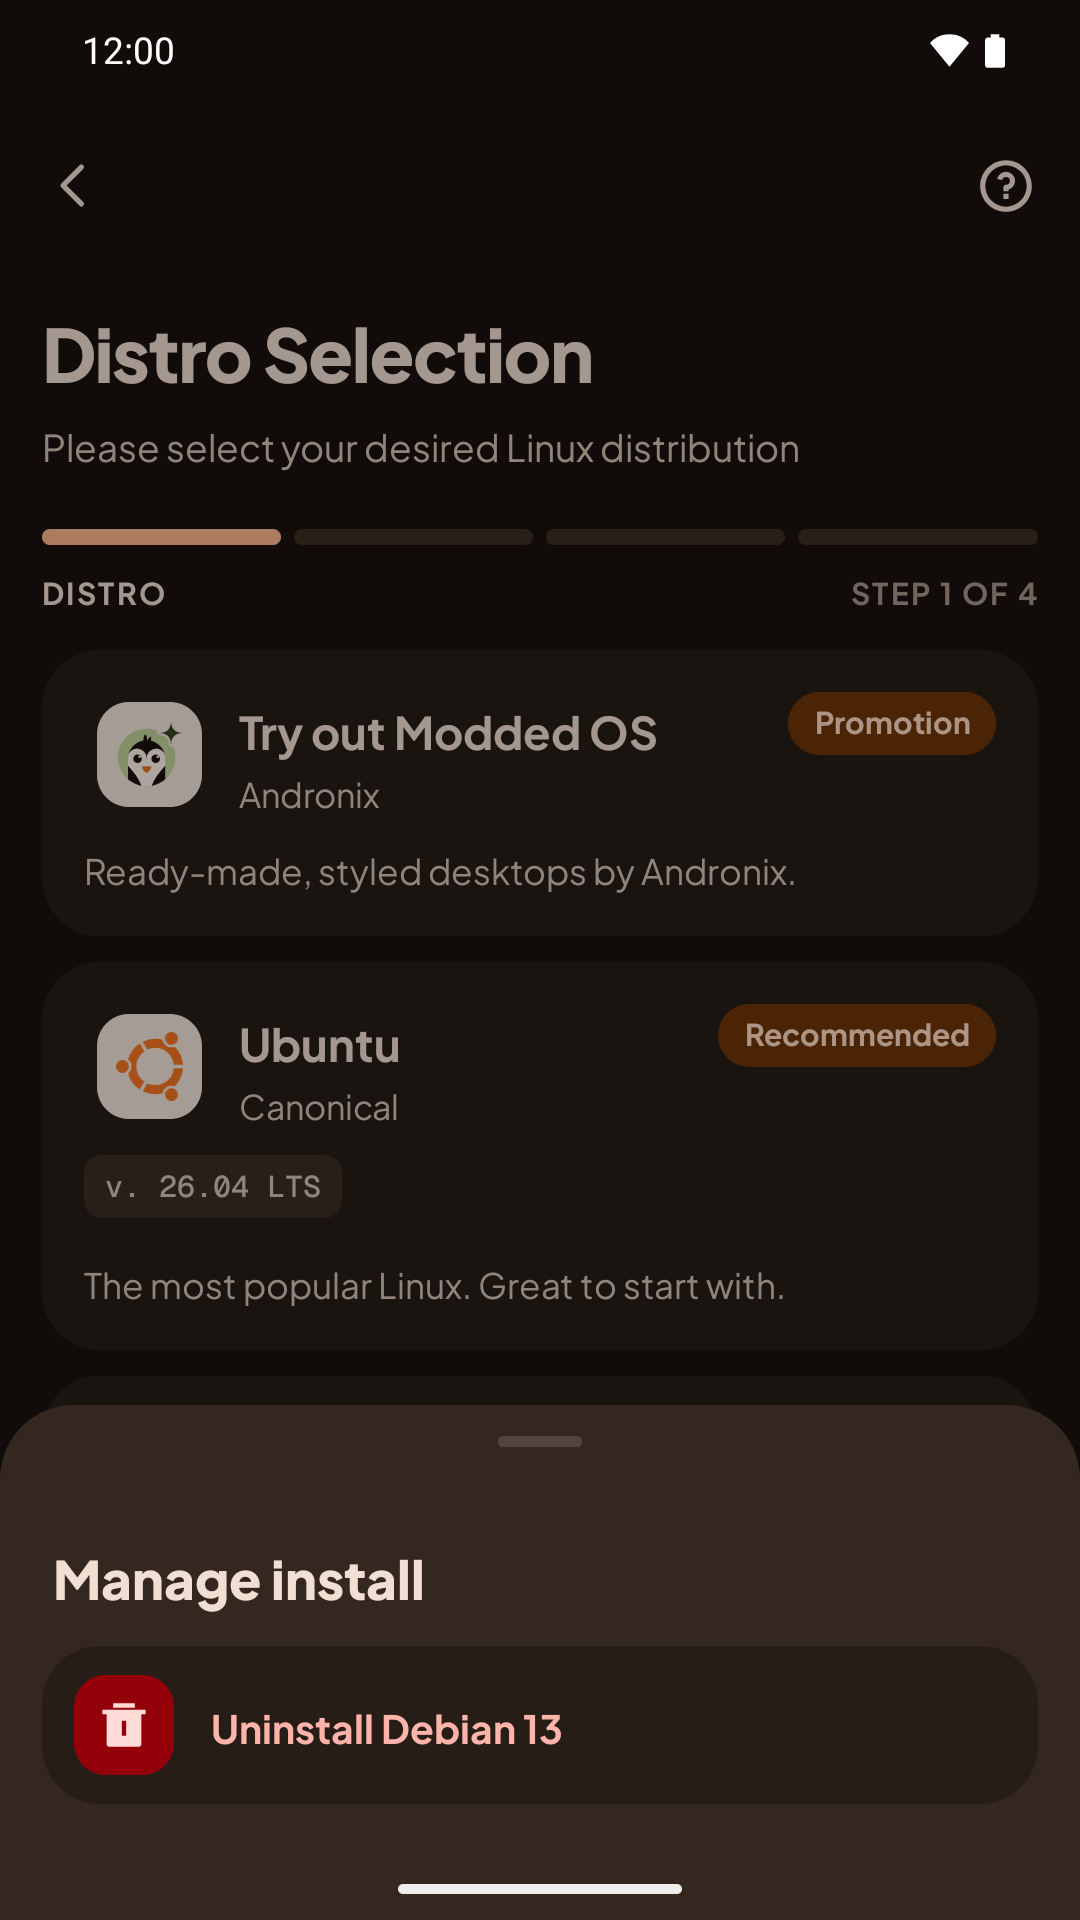 12:00
Distro Selection
Please select your desired Linux distribution
DISTRO
STEP 1 OF 4
Try out Modded OS
Promotion
Andronix
Ready-made, styled desktops by Andronix.
Ubuntu
Recommended
Canonical
v. 26.04 LTS
The most popular Linux. Great to start with.
Manage install
Uninstall Debian 13